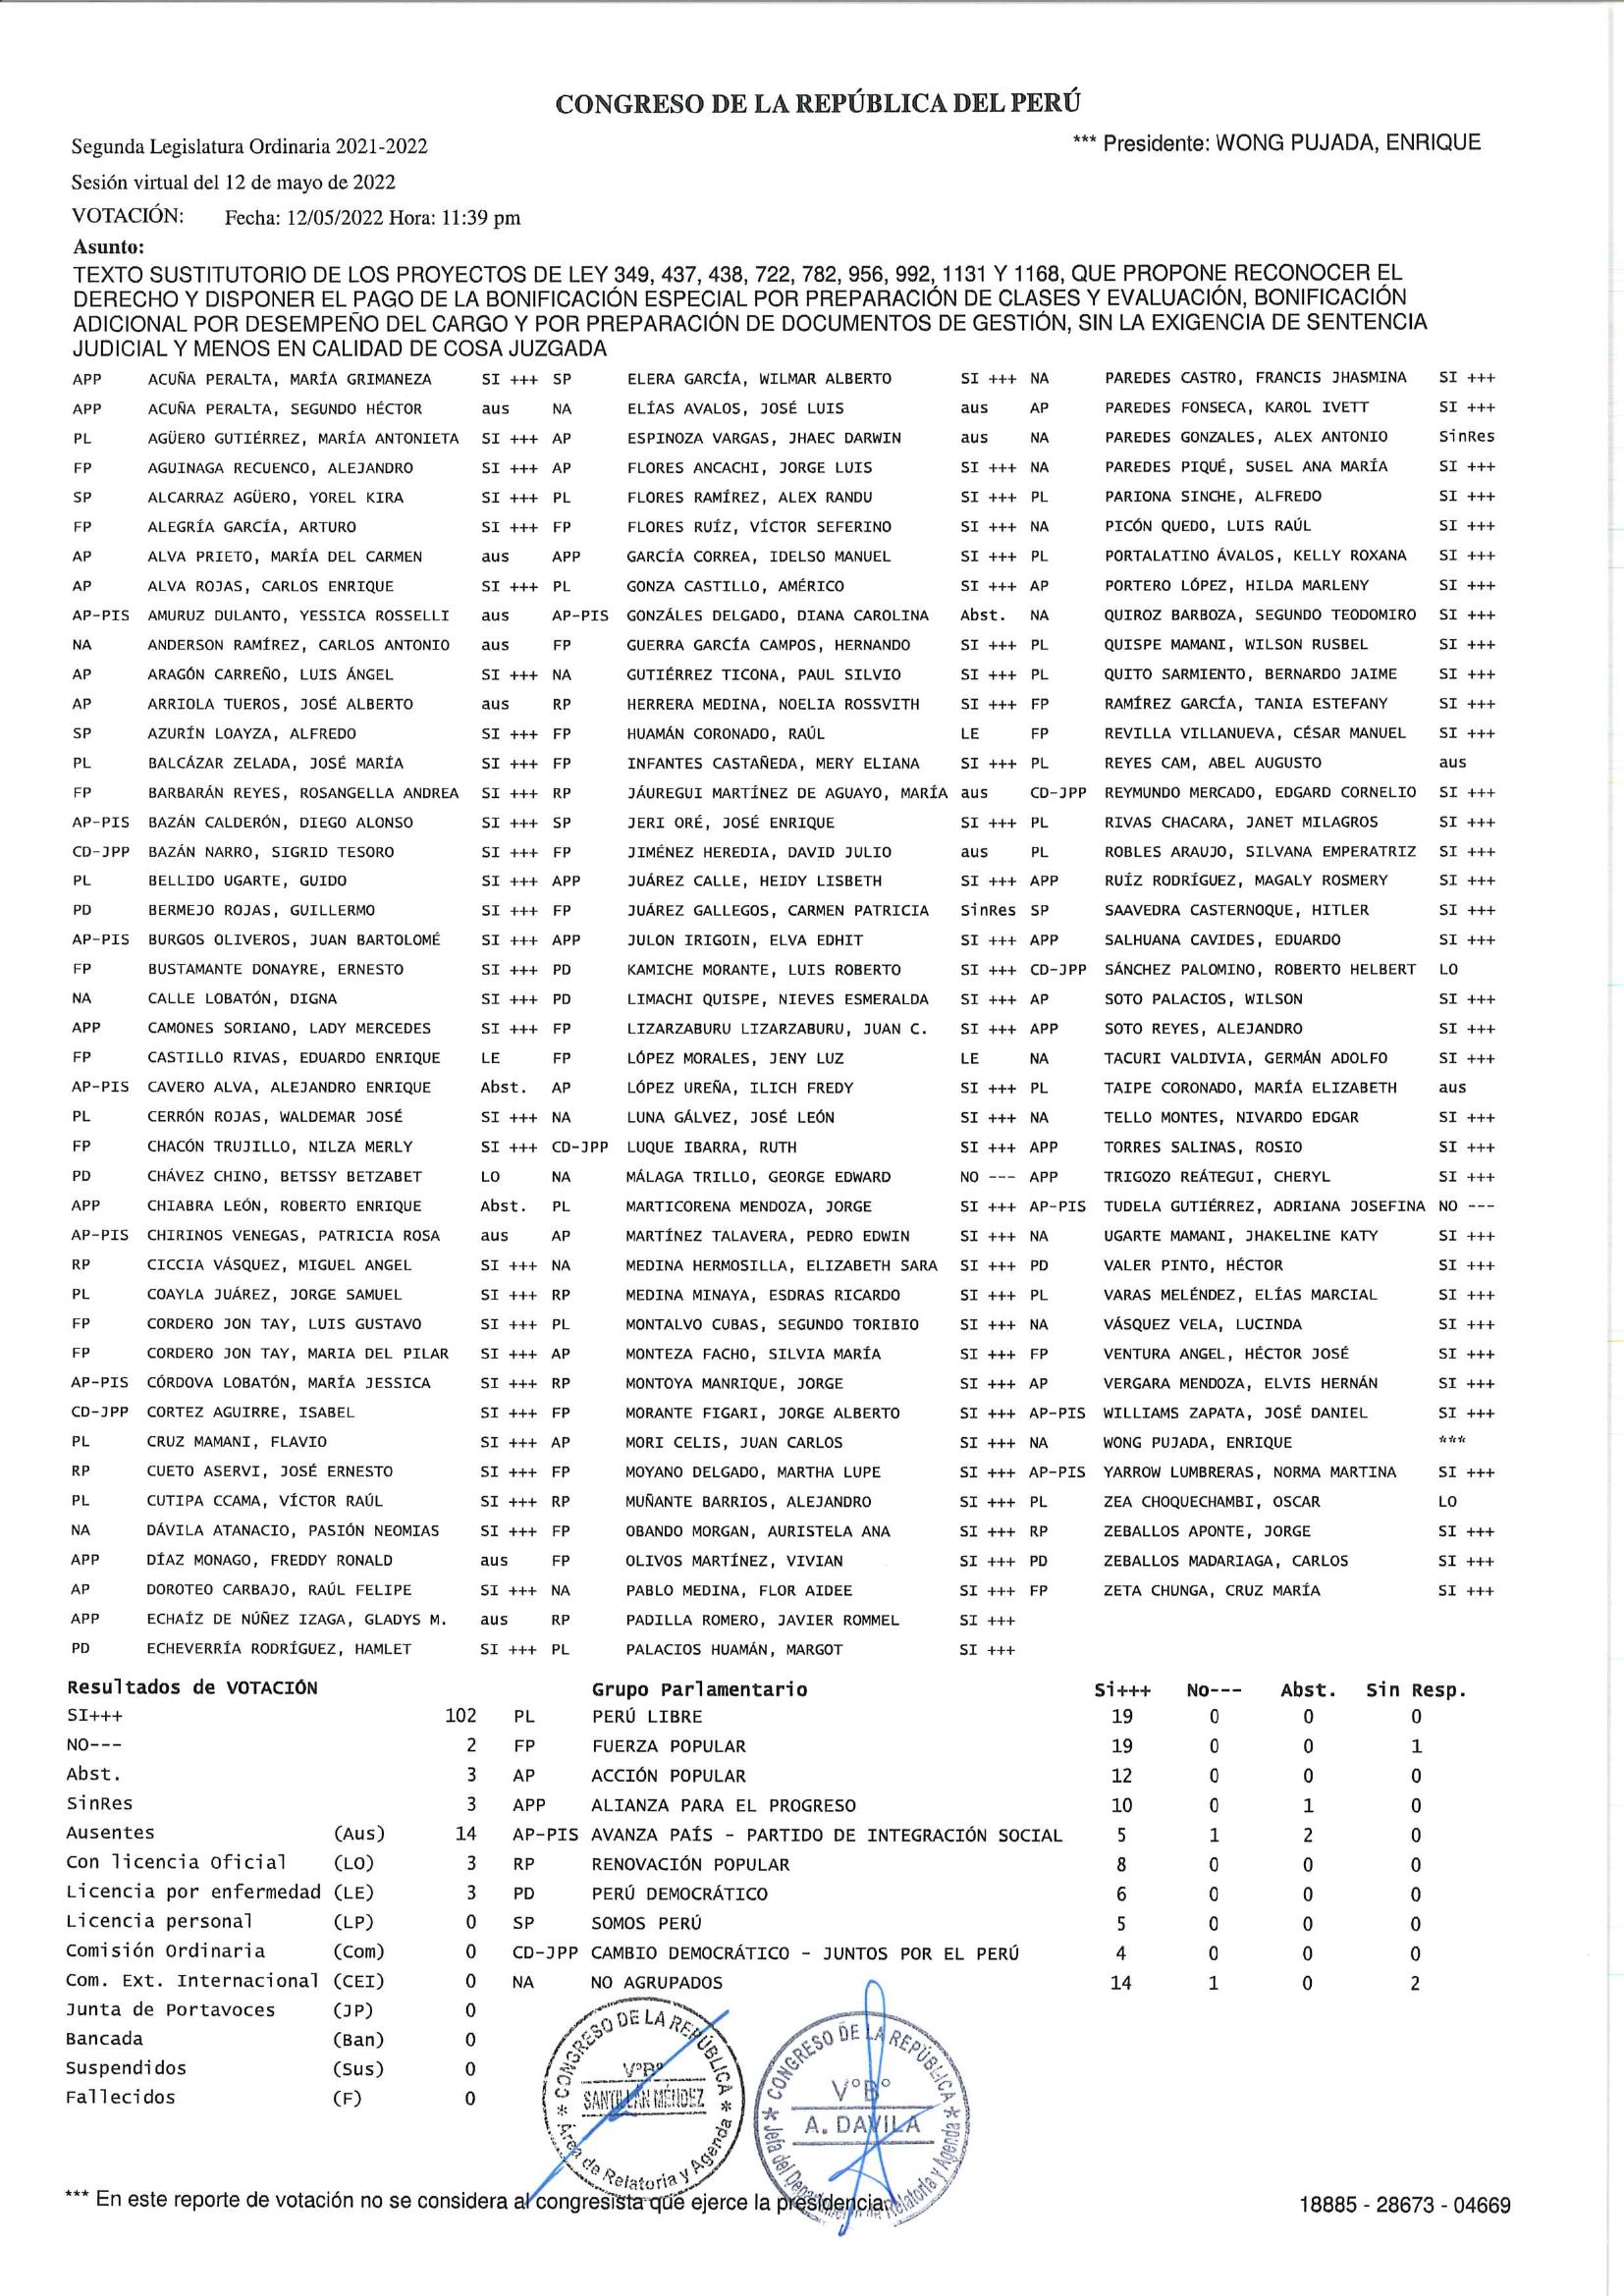 CONGRESO DE LA REPÚBLICA DEL PERÚ
Segunda Legislatura Ordinaria 2021-2022 *** Presidente: WONG PUJADA, ENRIQUE
Sesión virtual del 12 de mayo de 2022
VOTACIÓN: Fecha: 12/05/2022 Hora: 11:39 pm
Asunto:
TEXTO SUSTITUTORIO DE LOS PROYECTOS DE LEY 349, 437, 438, 722, 782, 956, 992, 1131 Y 1168, QUE PROPONE RECONOCER EL
DERECHO Y DISPONER EL PAGO DE LA BONIFICACIÓN ESPECIAL POR PREPARACIÓN DE CLASES Y EVALUACIÓN, BONIFICACIÓN
ADICIONAL POR DESEMPEÑO DEL CARGO Y POR PREPARACIÓN DE DOCUMENTOS DE GESTIÓN, SIN LA EXIGENCIA DE SENTENCIA
JUDICIAL Y MENOS EN CALIDAD DE COSA JUZGADA
APP ACUÑA PERALTA, MARÍA GRIMANEZA SI +++ SP ELERA GARCÍA, WILMAR ALBERTO SI +++ NA PAREDES CASTRO, FRANCIS JHASMINA SI +++
APP ACUÑA PERALTA, SEGUNDO HÉCTOR aus NA ELÍAS AVALOS, JOSÉ LUIS aus AP PAREDES FONSECA, KAROL IVETT SI +++
PL AGÜERO GUTIÉRREZ, MARÍA ANTONIETA SI +++ AP ESPINOZA VARGAS, JHAEC DARWIN aus NA PAREDES GONZALES, ALEX ANTONIO SinRes
FP AGUINAGA RECUENCO, ALEJANDRO SI +++ AP FLORES ANCACHI, JORGE LUIS SI +++ NA PAREDES PIQUÉ, SUSEL ANA MARÍA SI +++
SP ALCARRAZ AGÜERO, YOREL KIRA SI +++ PL FLORES RAMÍREZ, ALEX RANDU SI +++ PL PARIONA SINCHE, ALFREDO SI +++
FP ALEGRÍA GARCÍA, ARTURO SI +++ FP FLORES RUÍZ, VÍCTOR SEFERINO SI +++ NA PICÓN QUEDO, LUIS RAÚL SI +++
AP ALVA PRIETO, MARÍA DEL CARMEN aus APP GARCÍA CORREA, IDELSO MANUEL SI +++ PL PORTALATINO ÁVALOS, KELLY ROXANA SI +++
AP ALVA ROJAS, CARLOS ENRIQUE SI +++ PL GONZA CASTILLO, AMÉRICO SI +++ AP PORTERO LÓPEZ, HILDA MARLENY SI +++
AP-PIS AMURUZ DULANTO, YESSICA ROSSELLI aus AP-PIS GONZÁLES DELGADO, DIANA CAROLINA Abst. NA QUIROZ BARBOZA, SEGUNDO TEODOMIRO SI +++
NA ANDERSON RAMÍREZ, CARLOS ANTONIO aus FP GUERRA GARCÍA CAMPOS, HERNANDO SI +++ PL QUISPE MAMANI, WILSON RUSBEL SI +++
AP ARAGÓN CARREÑO, LUIS ÁNGEL SI +++ NA GUTIÉRREZ TICONA, PAUL SILVIO SI +++ PL QUITO SARMIENTO, BERNARDO JAIME SI +++
AP ARRIOLA TUEROS, JOSÉ ALBERTO aus RP HERRERA MEDINA, NOELIA ROSSVITH SI +++ FP RAMÍREZ GARCÍA, TANIA ESTEFANY SI +++
SP AZURÍN LOAYZA, ALFREDO SI +++ FP HUAMÁN CORONADO, RAÚL LE FP REVILLA VILLANUEVA, CÉSAR MANUEL SI +++
PL BALCÁZAR ZELADA, JOSÉ MARÍA SI +++ FP INFANTES CASTAÑEDA, MERY ELIANA SI +++ PL REYES CAM, ABEL AUGUSTO aus
FP BARBARÁN REYES, ROSANGELLA ANDREA SI +++ RP JÁUREGUI MARTÍNEZ DE AGUAYO, MARÍA aus CD-JPP REYMUNDO MERCADO, EDGARD CORNELIO SI +++
AP-PIS BAZÁN CALDERÓN, DIEGO ALONSO SI +++ SP JERI ORÉ, JOSÉ ENRIQUE SI +++ PL RIVAS CHACARA, JANET MILAGROS SI +++
CD-JPP BAZÁN NARRO, SIGRID TESORO SI +++ FP JIMÉNEZ HEREDIA, DAVID JULIO aus PL ROBLES ARAUJO, SILVANA EMPERATRIZ SI +++
PL BELLIDO UGARTE, GUIDO SI +++ APP JUÁREZ CALLE, HEIDY LISBETH SI +++ APP RUÍZ RODRÍGUEZ, MAGALY ROSMERY SI +++
PD BERMEJO ROJAS, GUILLERMO SI +++ FP JUÁREZ GALLEGOS, CARMEN PATRICIA SinRes SP SAAVEDRA CASTERNOQUE, HITLER SI +++
AP-PIS BURGOS OLIVEROS, JUAN BARTOLOMÉ SI +++ APP JULON IRIGOIN, ELVA EDHIT SI +++ APP SALHUANA CAVIDES, EDUARDO SI +++
FP BUSTAMANTE DONAYRE, ERNESTO SI +++ PD KAMICHE MORANTE, LUIS ROBERTO SI +++ CD-JPP SÁNCHEZ PALOMINO, ROBERTO HELBERT LO
NA CALLE LOBATÓN, DIGNA SI +++ PD LIMACHI QUISPE, NIEVES ESMERALDA SI +++ AP SOTO PALACIOS, WILSON SI +++
APP CAMONES SORIANO, LADY MERCEDES SI +++ FP LIZARZABURU LIZARZABURU, JUAN C. SI +++ APP SOTO REYES, ALEJANDRO SI +++
FP CASTILLO RIVAS, EDUARDO ENRIQUE LE FP LÓPEZ MORALES, JENY LUZ LE NA TACURI VALDIVIA, GERMÁN ADOLFO SI +++
AP-PIS CAVERO ALVA, ALEJANDRO ENRIQUE Abst. AP LÓPEZ UREÑA, ILICH FREDY SI +++ PL TAIPE CORONADO, MARÍA ELIZABETH aus
PL CERRÓN ROJAS, WALDEMAR JOSÉ SI +++ NA LUNA GÁLVEZ, JOSÉ LEÓN SI +++ NA TELLO MONTES, NIVARDO EDGAR SI +++
FP CHACÓN TRUJILLO, NILZA MERLY SI +++ CD-JPP LUQUE IBARRA, RUTH SI +++ APP TORRES SALINAS, ROSIO SI +++
PD CHÁVEZ CHINO, BETSSY BETZABET LO NA MÁLAGA TRILLO, GEORGE EDWARD NO --- APP TRIGOZO REÁTEGUI, CHERYL SI +++
APP CHIABRA LEÓN, ROBERTO ENRIQUE Abst. PL MARTICORENA MENDOZA, JORGE SI +++ AP-PIS TUDELA GUTIÉRREZ, ADRIANA JOSEFINA NO ---
AP-PIS CHIRINOS VENEGAS, PATRICIA ROSA aus AP MARTÍNEZ TALAVERA, PEDRO EDWIN SI +++ NA UGARTE MAMANI, JHAKELINE KATY SI +++
RP CICCIA VÁSQUEZ, MIGUEL ANGEL SI +++ NA MEDINA HERMOSILLA, ELIZABETH SARA SI +++ PD VALER PINTO, HÉCTOR SI +++
PL COAYLA JUÁREZ, JORGE SAMUEL SI +++ RP MEDINA MINAYA, ESDRAS RICARDO SI +++ PL VARAS MELÉNDEZ, ELÍAS MARCIAL SI +++
FP CORDERO JON TAY, LUIS GUSTAVO SI +++ PL MONTALVO CUBAS, SEGUNDO TORIBIO SI +++ NA VÁSQUEZ VELA, LUCINDA SI +++
FP CORDERO JON TAY, MARIA DEL PILAR SI +++ AP MONTEZA FACHO, SILVIA MARÍA SI +++ FP VENTURA ANGEL, HÉCTOR JOSÉ SI +++
AP-PIS CÓRDOVA LOBATÓN, MARÍA JESSICA SI +++ RP MONTOYA MANRIQUE, JORGE SI +++ AP VERGARA MENDOZA, ELVIS HERNÁN SI +++
CD-JPP CORTEZ AGUIRRE, ISABEL SI +++ FP MORANTE FIGARI, JORGE ALBERTO SI +++ AP-PIS WILLIAMS ZAPATA, JOSÉ DANIEL SI +++
PL CRUZ MAMANI, FLAVIO SI +++ AP MORI CELIS, JUAN CARLOS SI +++ NA WONG PUJADA, ENRIQUE ***
RP CUETO ASERVI, JOSÉ ERNESTO SI +++ FP MOYANO DELGADO, MARTHA LUPE SI +++ AP-PIS YARROW LUMBRERAS, NORMA MARTINA SI +++
PL CUTIPA CCAMA, VÍCTOR RAÚL SI +++ RP MUÑANTE BARRIOS, ALEJANDRO SI +++ PL ZEA CHOQUECHAMBI, OSCAR LO
NA DÁVILA ATANACIO, PASIÓN NEOMIAS SI +++ FP OBANDO MORGAN, AURISTELA ANA SI +++ RP ZEBALLOS APONTE, JORGE SI +++
APP DÍAZ MONAGO, FREDDY RONALD aus FP OLIVOS MARTÍNEZ, VIVIAN SI +++ PD ZEBALLOS MADARIAGA, CARLOS SI +++
AP DOROTEO CARBAJO, RAÚL FELIPE SI +++ NA PABLO MEDINA, FLOR AIDEE SI +++ FP ZETA CHUNGA, CRUZ MARÍA SI +++
APP ECHAÍZ DE NÚÑEZ IZAGA, GLADYS M. aus RP PADILLA ROMERO, JAVIER ROMMEL SI +++
PD ECHEVERRÍA RODRÍGUEZ, HAMLET SI +++ PL PALACIOS HUAMÁN, MARGOT SI +++
Resultados de VOTACIÓN Grupo Parlamentario Si+++ No--- Abst. Sin Resp.
SI+++ 102 PL PERÚ LIBRE 19 0 0 0
NO--- 2 FP FUERZA POPULAR 19 0 0 1
Abst. 3 AP ACCIÓN POPULAR 12 0 0 0
SinRes 3 APP ALIANZA PARA EL PROGRESO 10 0 1 0
Ausentes (Aus) 14 AP-PIS AVANZA PAÍS - PARTIDO DE INTEGRACIÓN SOCIAL 5 1 2 0
Con licencia Oficial (LO) 3 RP RENOVACIÓN POPULAR 8 0 0 0
Licencia por enfermedad (LE) 3 PD PERÚ DEMOCRÁTICO 6 0 0 0
Licencia personal (LP) 0 SP SOMOS PERÚ 5 0 0 0
Comisión Ordinaria (Com) 0 CD-JPP CAMBIO DEMOCRÁTICO - JUNTOS POR EL PERÚ 4 0 0 0
Com. Ext. Internacional (CEI) 0 NA NO AGRUPADOS 14 1 0 2
Junta de Portavoces (JP) 0
Bancada (Ban) 0
Suspendidos (Sus) 0
Fallecidos (F) 0
* CONGRESO DE LA REPÚBLICA *
V°B°
SANTILLÁN MÉNDEZ
Área de Relatoría y Agenda
* CONGRESO DE LA REPÚBLICA *
V°B°
A. DAVILA
Jefa del Departamento de Relatoría y Agenda
*** En este reporte de votación no se considera al congresista que ejerce la presidencia. 18885 - 28673 - 04669